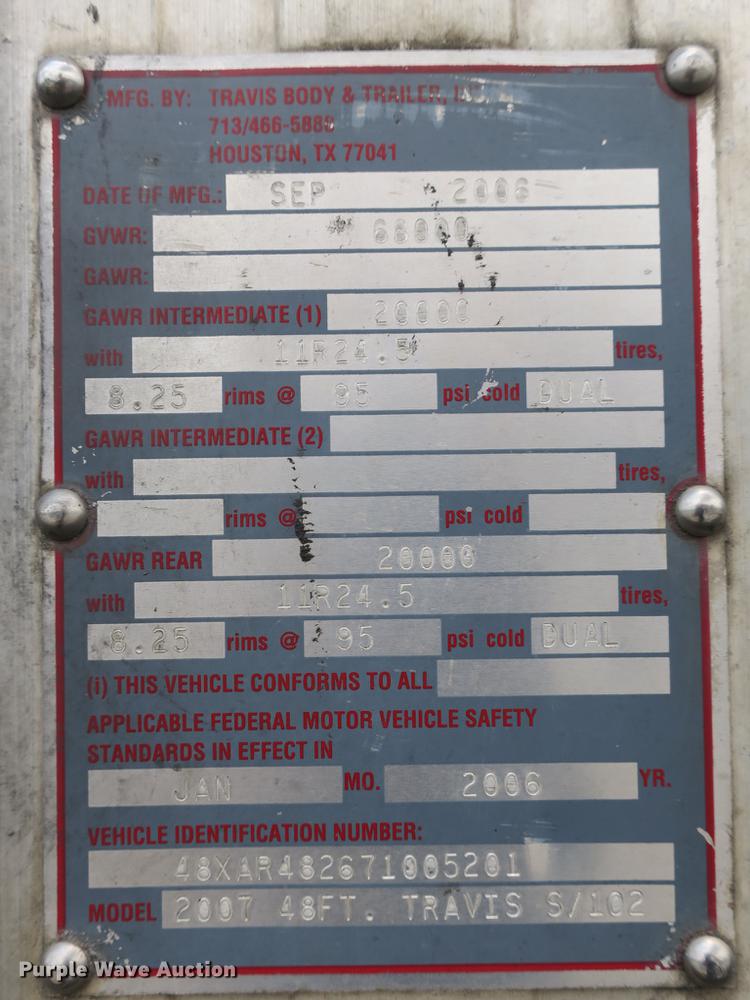 MFG. BY: TRAVIS BODY & TRAILER,
HOUSTON, TX 77041
DATE OF MFG.: SEP 2006
GVWR: 68000
GAWR:
GAWR INTERMEDIATE (1) 20000
with 11R24.5 tires,
8.25 rims @ 95 psi cold DUAL
GAWR INTERMEDIATE (2)
with tires,
rims @ psi cold
GAWR REAR 20000
with 11R24.5 tires,
8.25 rims @ 95 psi cold DUAL
(i) THIS VEHICLE CONFORMS TO ALL
APPLICABLE FEDERAL MOTOR VEHICLE SAFETY
STANDARDS IN EFFECT IN
JAN MO. 2006 YR.
VEHICLE IDENTIFICATION NUMBER:
48XAR482671005201
MODEL 2007 48FT. TRAVIS S/102
Purple Wave Auction